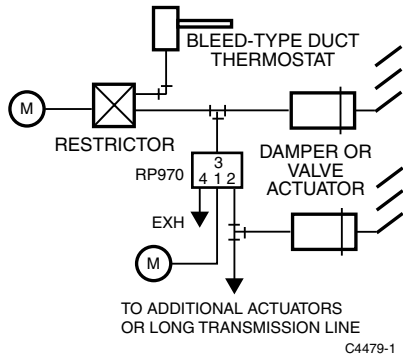 BLEED-TYPE DUCT
THERMOSTAT
M
RESTRICTOR
DAMPER OR
VALVE
ACTUATOR
RP970
3
4 1 2
EXH
M
TO ADDITIONAL ACTUATORS
OR LONG TRANSMISSION LINE
C4479-1